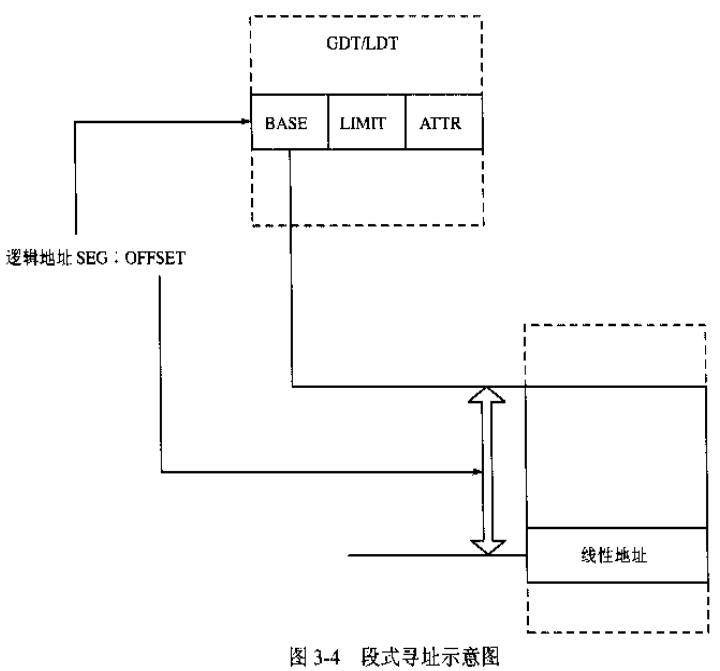 GDT/LDT
BASE LIMIT ATTR
逻辑地址 SEG：OFFSET
线性地址
图 3-4 段式寻址示意图